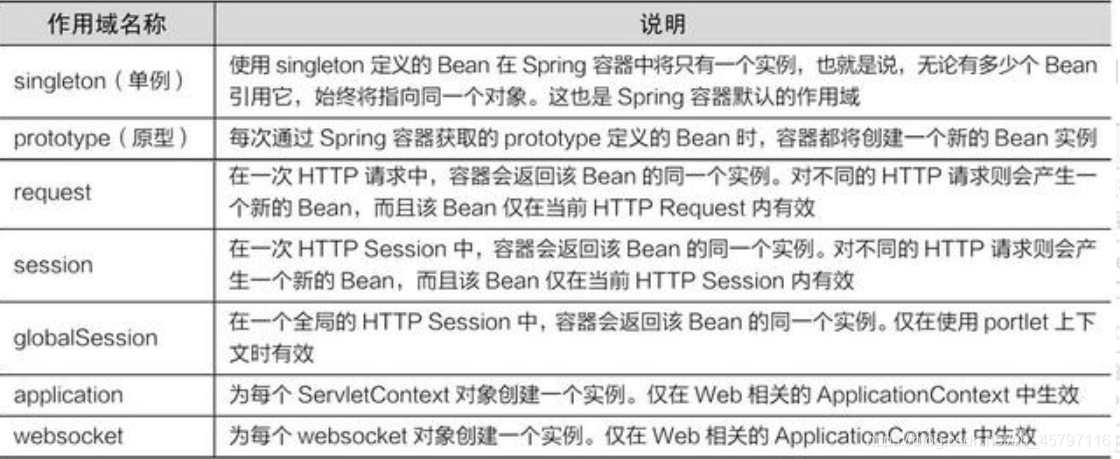 作用域名称 说明
singleton（单例） 使用 singleton 定义的 Bean 在 Spring 容器中将只有一个实例，也就是说，无论有多少个 Bean
引用它，始终将指向同一个对象。这也是 Spring 容器默认的作用域
prototype（原型） 每次通过 Spring 容器获取的 prototype 定义的 Bean 时，容器都将创建一个新的 Bean 实例
request 在一次 HTTP 请求中，容器会返回该 Bean 的同一个实例。对不同的 HTTP 请求则会产生一
个新的 Bean，而且该 Bean 仅在当前 HTTP Request 内有效
session 在一次 HTTP Session 中，容器会返回该 Bean 的同一个实例。对不同的 HTTP 请求则会产
生一个新的 Bean，而且该 Bean 仅在当前 HTTP Session 内有效
globalSession 在一个全局的 HTTP Session 中，容器会返回该 Bean 的同一个实例。仅在使用 portlet 上下
文时有效
application 为每个 ServletContext 对象创建一个实例。仅在 Web 相关的 ApplicationContext 中生效
websocket 为每个 websocket 对象创建一个实例。仅在 Web 相关的 ApplicationContext 中生效